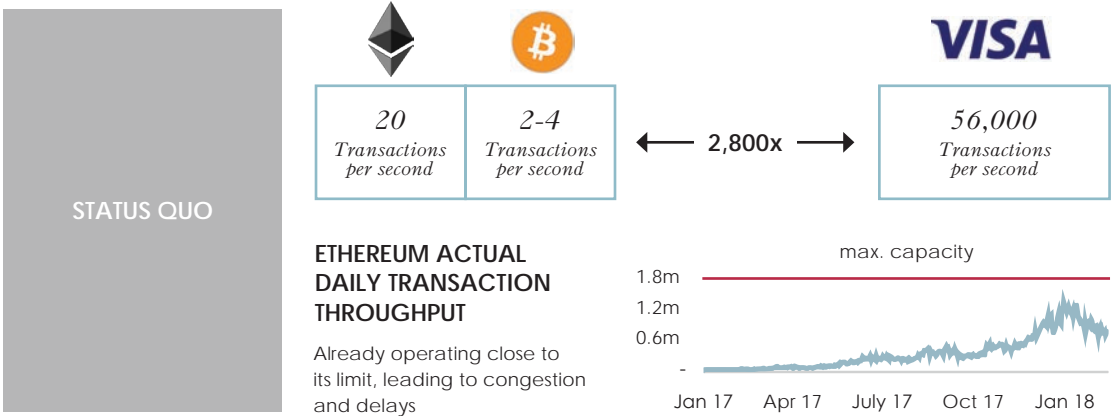 STATUS QUO
VISA
20
Transactions
per second
2-4
Transactions
per second
2,800x
56,000
Transactions
per second
ETHEREUM ACTUAL
DAILY TRANSACTION
THROUGHPUT
Already operating close to
its limit, leading to congestion
and delays
max. capacity
1.8m
1.2m
0.6m
-
Jan 17 Apr 17 July 17 Oct 17 Jan 18